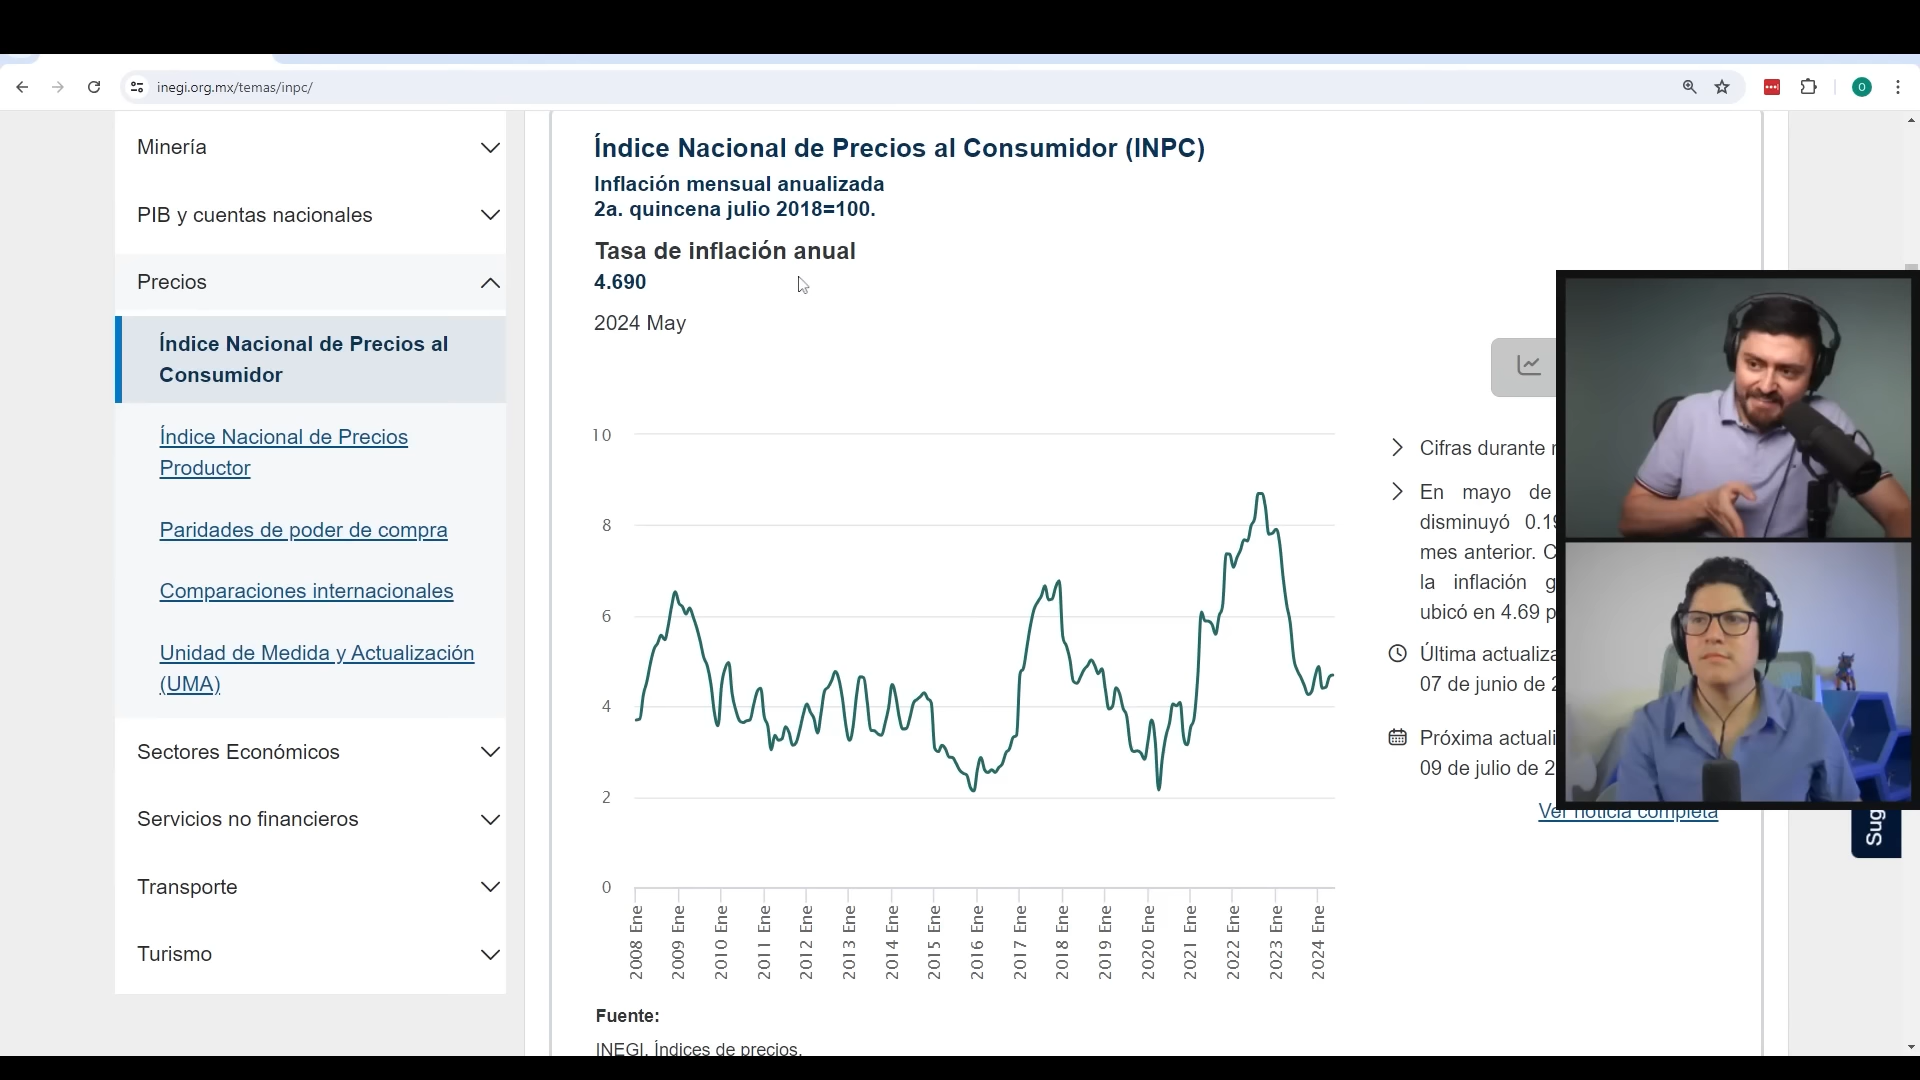 inegi.org.mx/temas/inpc/
O
Minería
PIB y cuentas nacionales
Precios
Índice Nacional de Precios al
Consumidor
Índice Nacional de Precios
Productor
Paridades de poder de compra
Comparaciones internacionales
Unidad de Medida y Actualización
(UMA)
Sectores Económicos
Servicios no financieros
Transporte
Turismo
Índice Nacional de Precios al Consumidor (INPC)
Inflación mensual anualizada
2a. quincena julio 2018=100.
Tasa de inflación anual
4.690
2024 May
10
8
6
4
2
0
2008 Ene
2009 Ene
2010 Ene
2011 Ene
2012 Ene
2013 Ene
2014 Ene
2015 Ene
2016 Ene
2017 Ene
2018 Ene
2019 Ene
2020 Ene
2021 Ene
2022 Ene
2023 Ene
2024 Ene
Cifras durante
En mayo de
disminuyó 0.19
mes anterior. C
la inflación g
ubicó en 4.69 p
Última actualiza
07 de junio de 2
Próxima actuali
09 de julio de 2
Ver noticia completa
Sug
Fuente:
INEGI. Índices de precios.